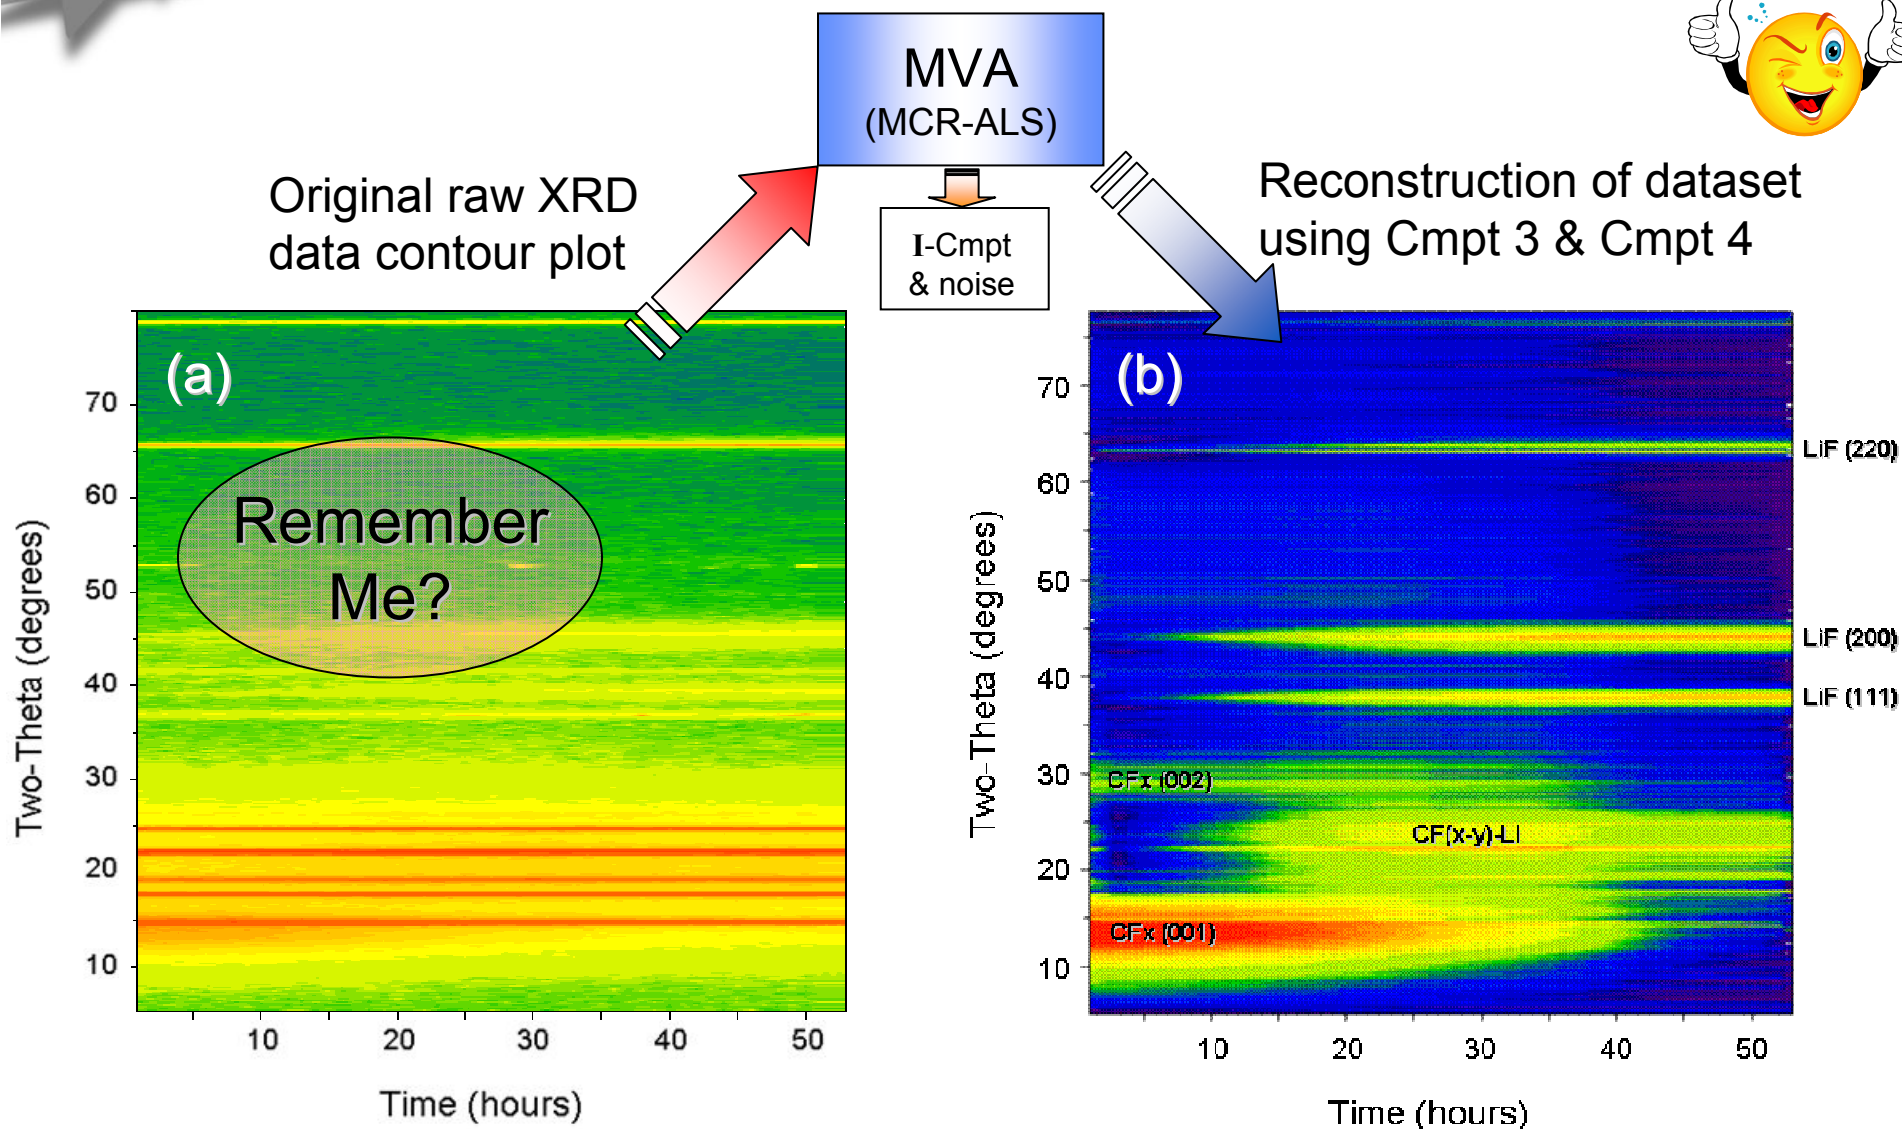 MVA
(MCR-ALS)
I-Cmpt
& noise
Original raw XRD
data contour plot
Reconstruction of dataset
using Cmpt 3 & Cmpt 4
(a)
Remember
Me?
Two-Theta (degrees)
70
60
50
40
30
20
10
10
20
30
40
50
Time (hours)
(b)
Two-Theta (degrees)
70
60
50
40
30
20
10
LiF (220)
LiF (200)
LiF (111)
CFx (002)
CF(x-y)-LI
CFx (001)
10
20
30
40
50
Time (hours)